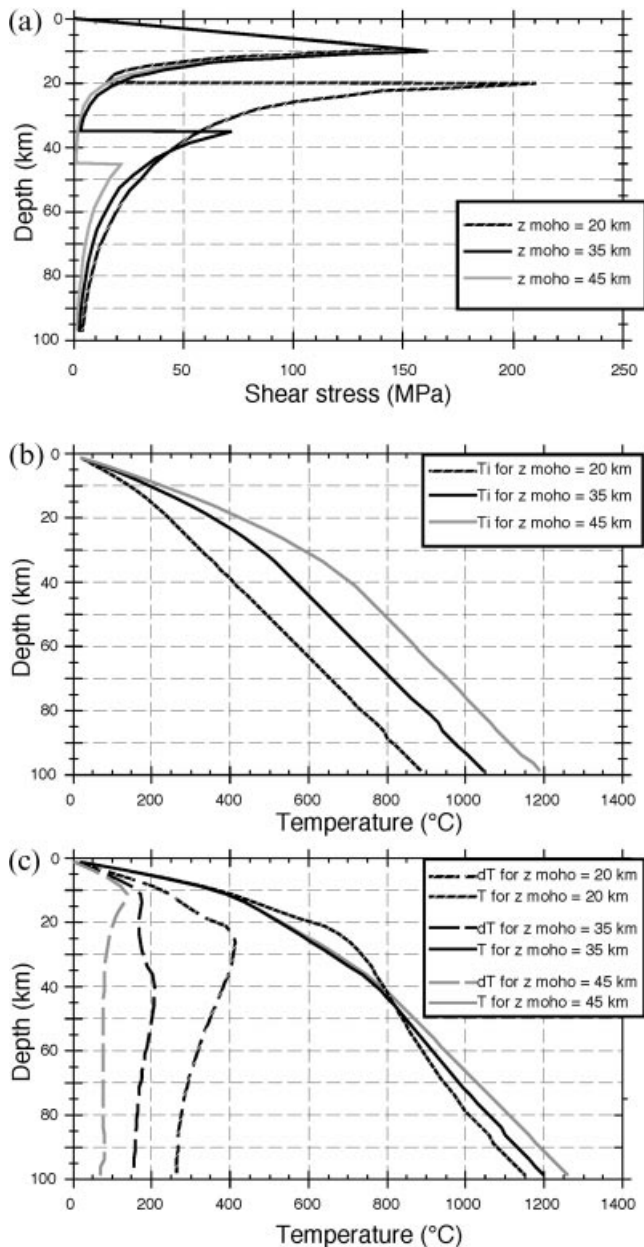 (a)
0
20
40
60
80
100
Depth (km)
z moho = 20 km
z moho = 35 km
z moho = 45 km
0 50 100 150 200 250
Shear stress (MPa)
(b)
0
20
40
60
80
100
Depth (km)
Ti for z moho = 20 km
Ti for z moho = 35 km
Ti for z moho = 45 km
0 200 400 600 800 1000 1200 1400
Temperature (°C)
(c)
0
20
40
60
80
100
Depth (km)
dT for z moho = 20 km
T for z moho = 20 km
dT for z moho = 35 km
T for z moho = 35 km
dT for z moho = 45 km
T for z moho = 45 km
0 200 400 600 800 1000 1200 1400
Temperature (°C)